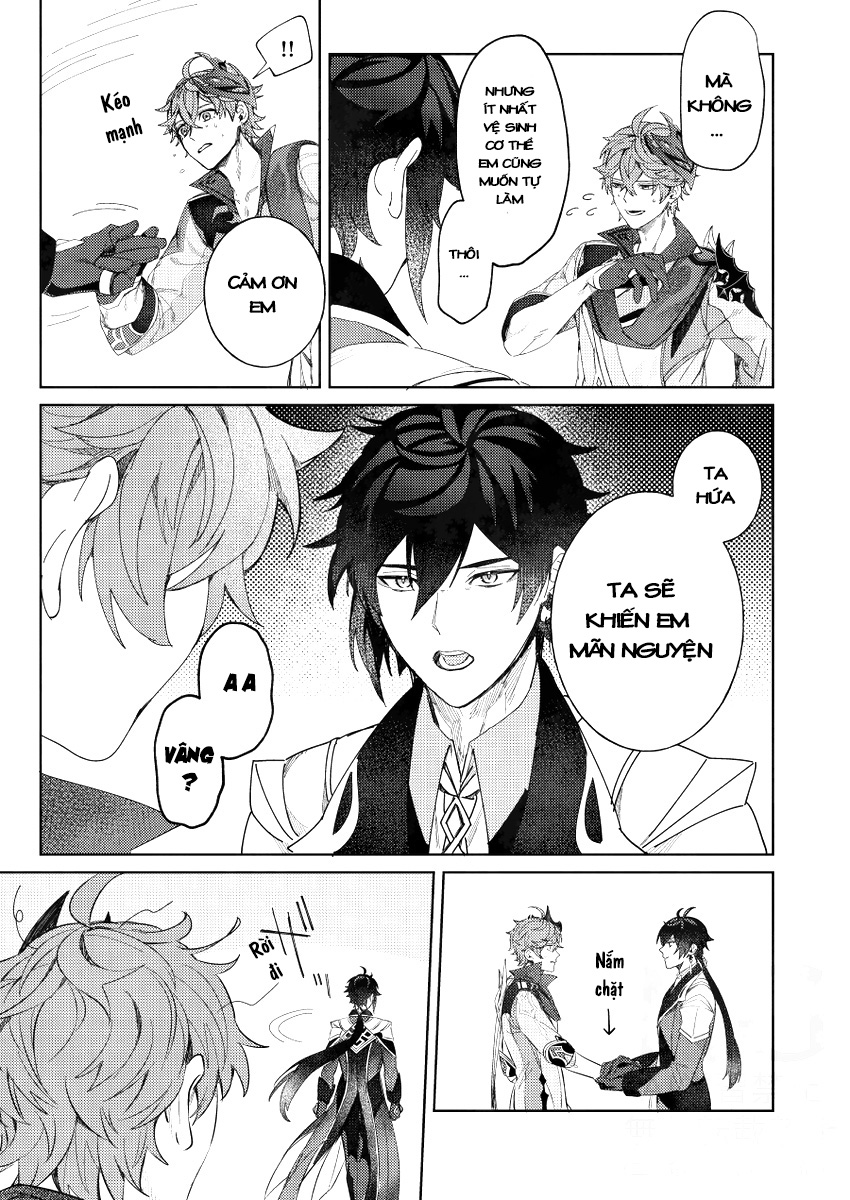 MÀ
KHÔNG
...
NHƯNG
ÍT NHẤT
VỆ SINH
CƠ THỂ
EM CŨNG
MUỐN TỰ
LÀM
THÔI
...
!!
Kéo
mạnh
CẢM ƠN
EM
TA
HỨA
TA SẼ
KHIẾN EM
MÃN NGUYỆN
A A
VÂNG
?
Nắm
chặt
Rời
đi